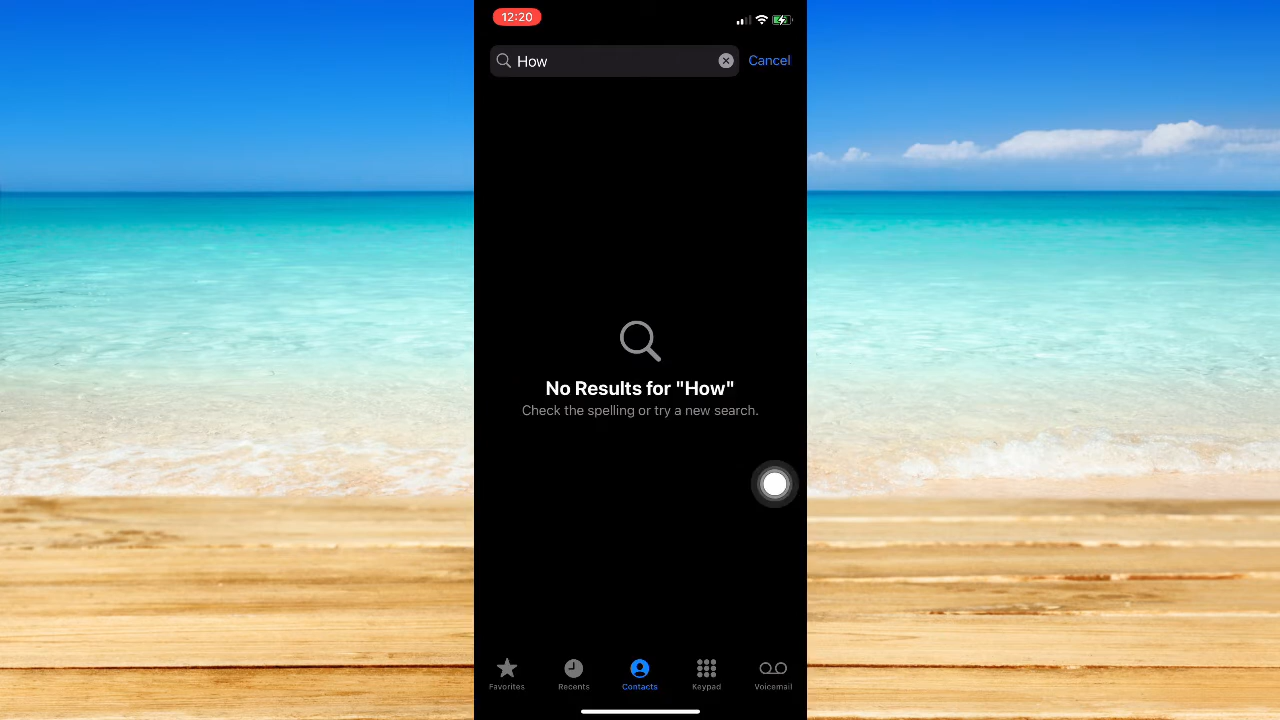 12:20
How
Cancel
No Results for "How"
Check the spelling or try a new search.
Favorites
Recents
Contacts
Keypad
Voicemail